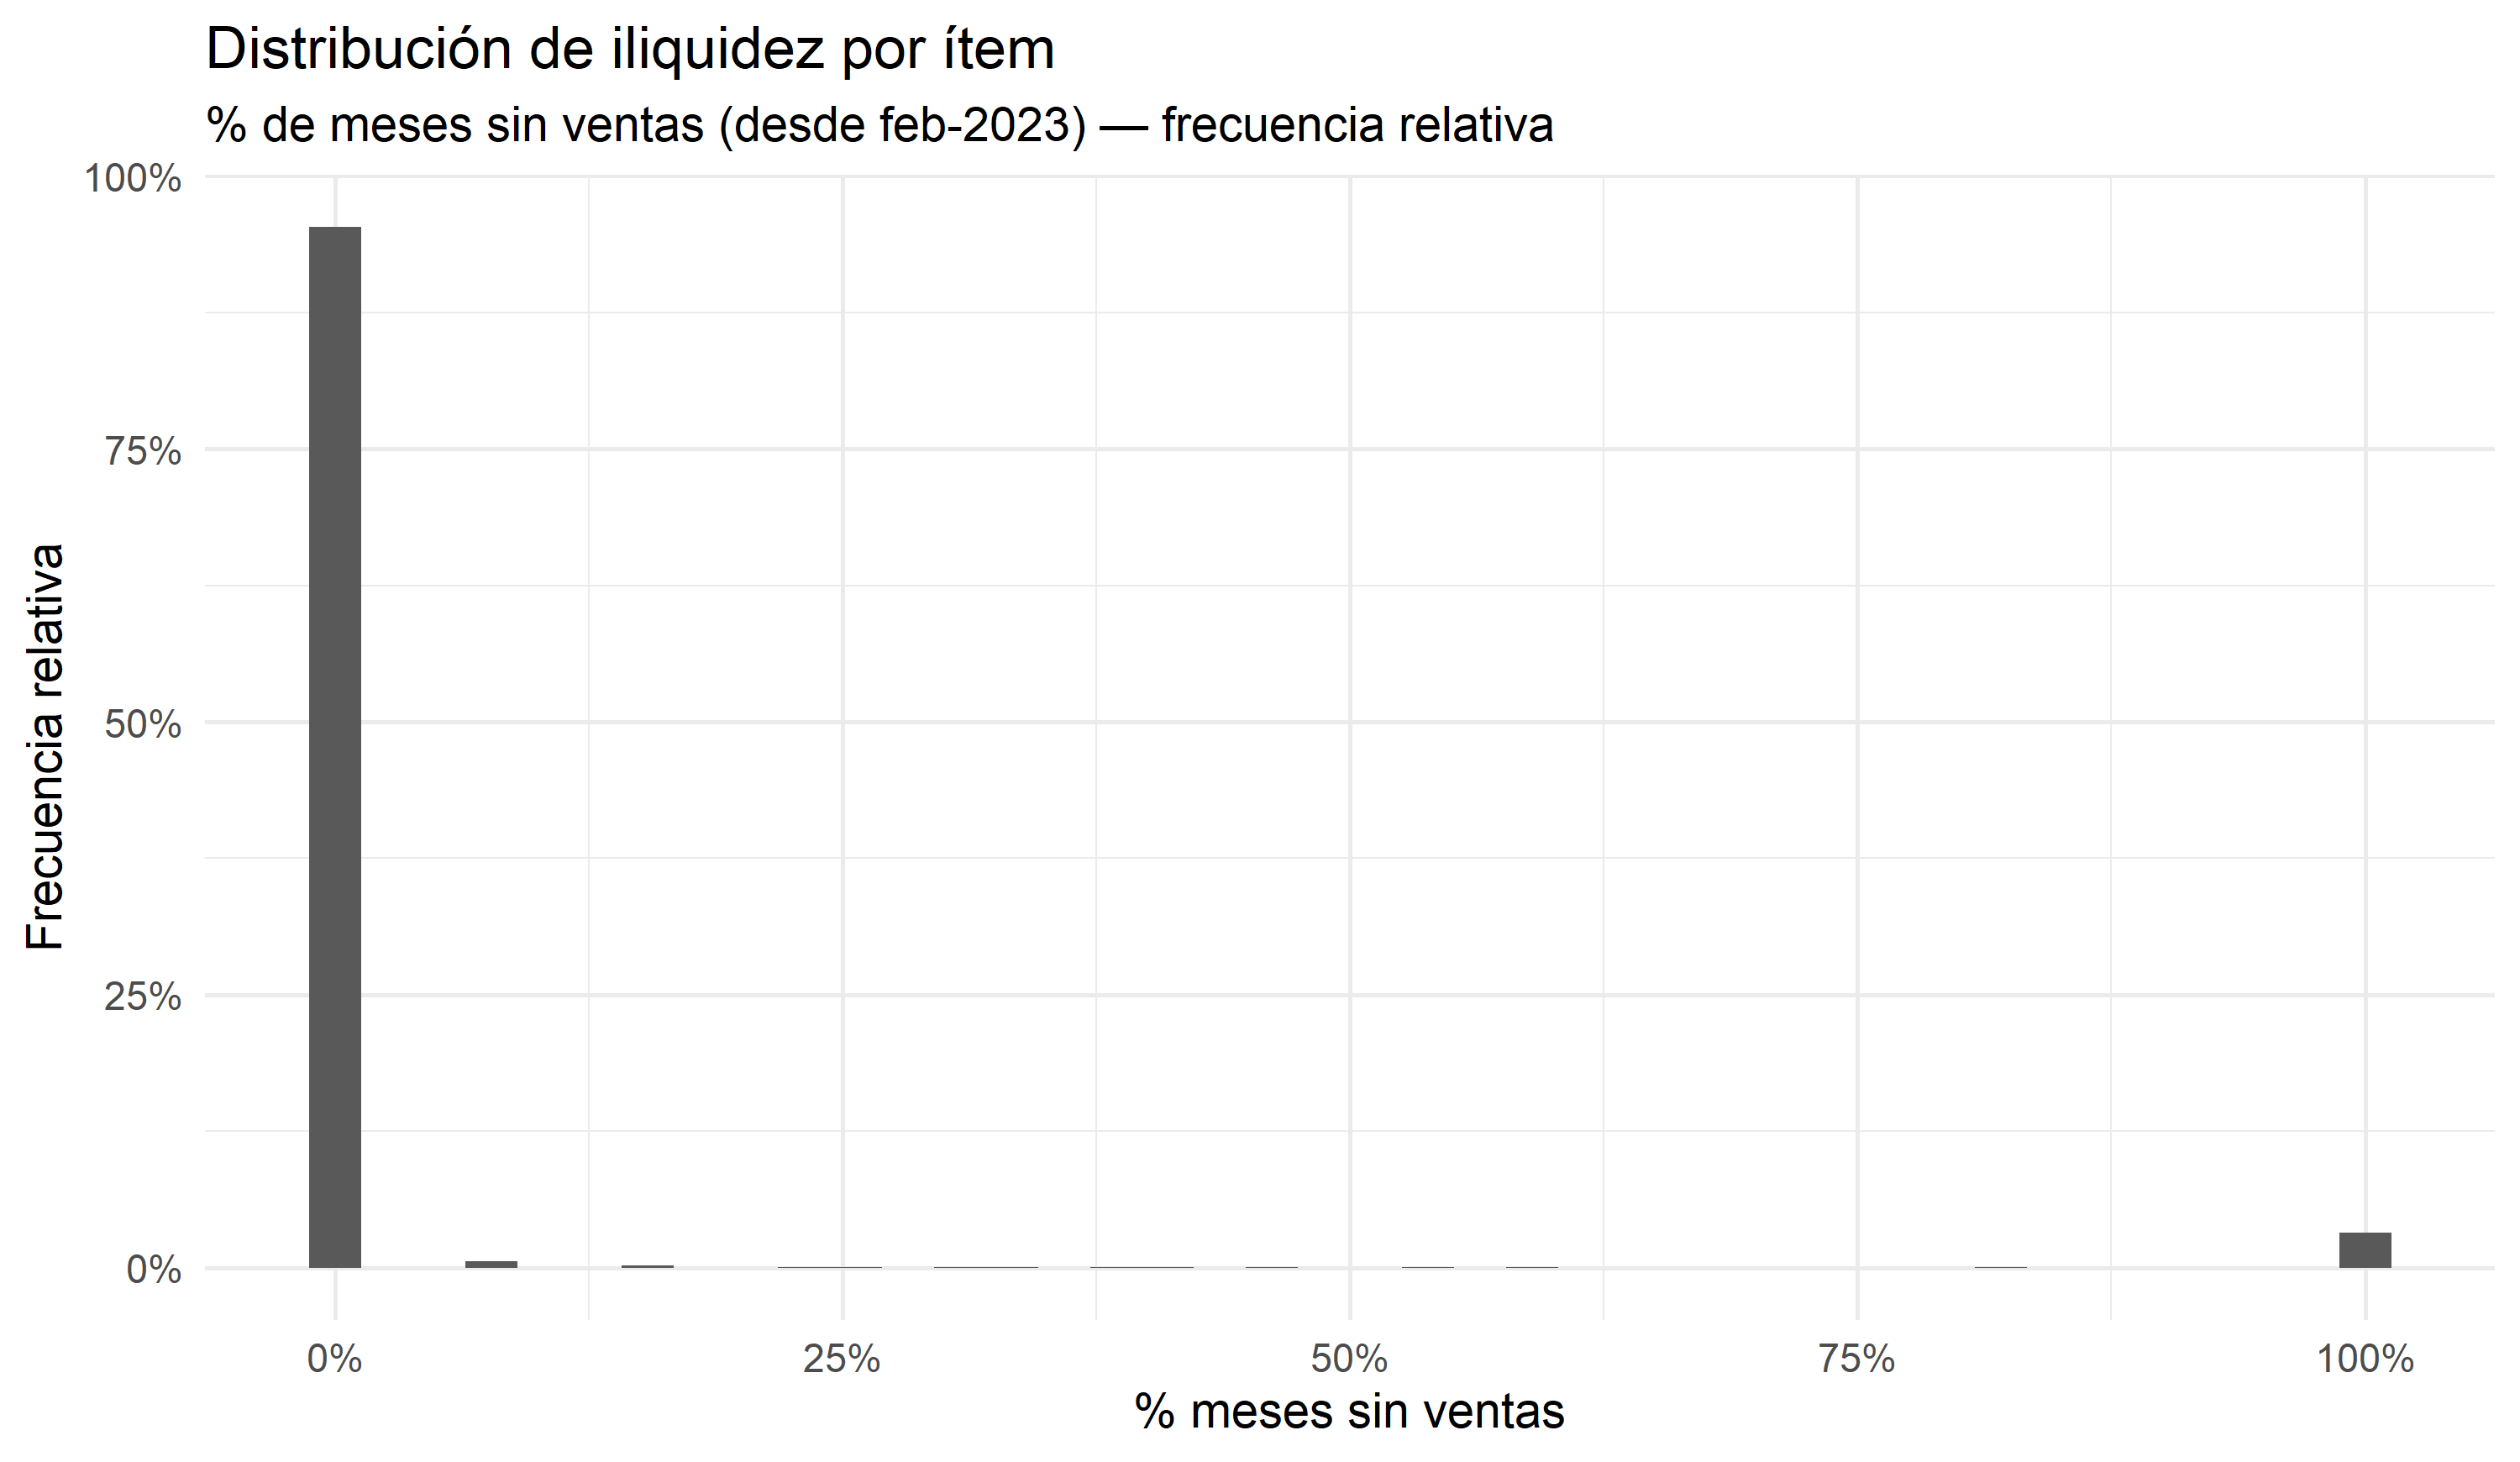 Distribución de iliquidez por ítem
% de meses sin ventas (desde feb-2023) — frecuencia relativa
100%
75%
50%
25%
0%
Frecuencia relativa
0%
25%
50%
75%
100%
% meses sin ventas